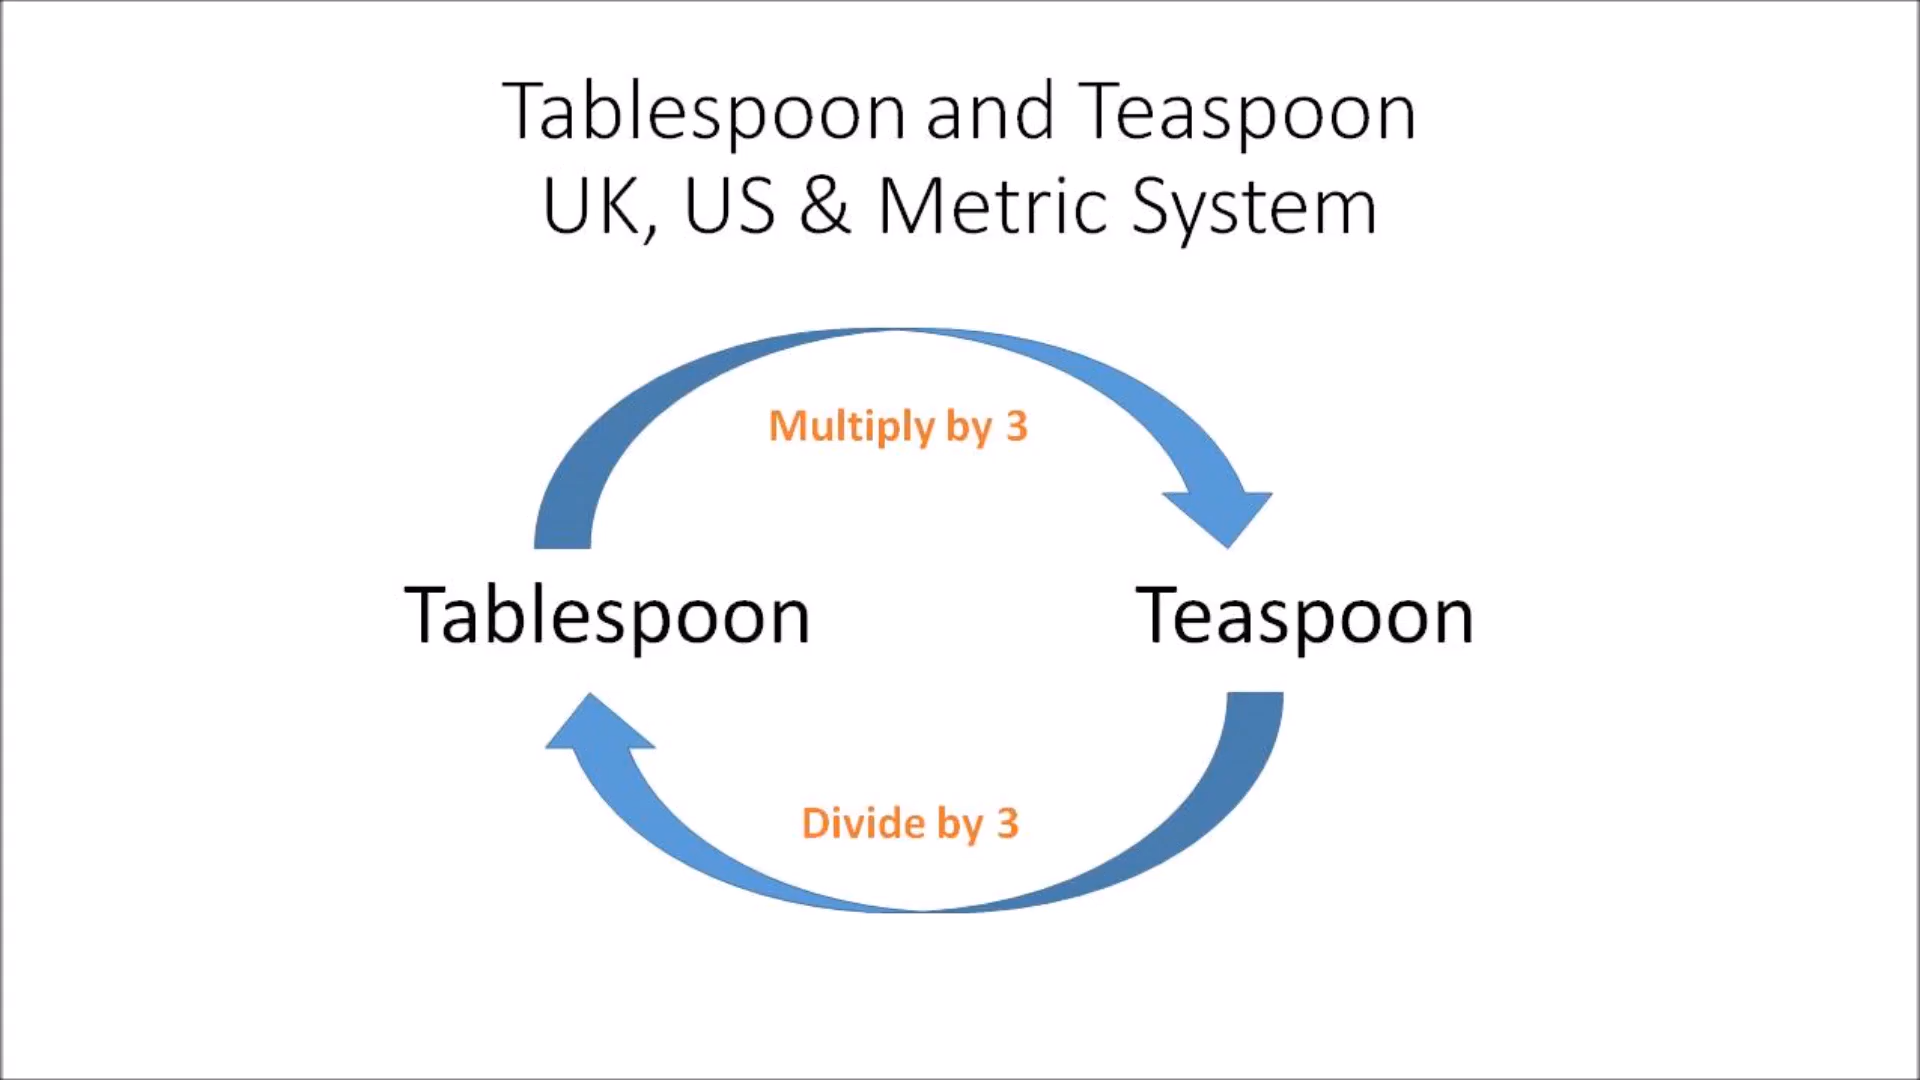 Tablespoon and Teaspoon
UK, US & Metric System
Multiply by 3
Tablespoon
Teaspoon
Divide by 3